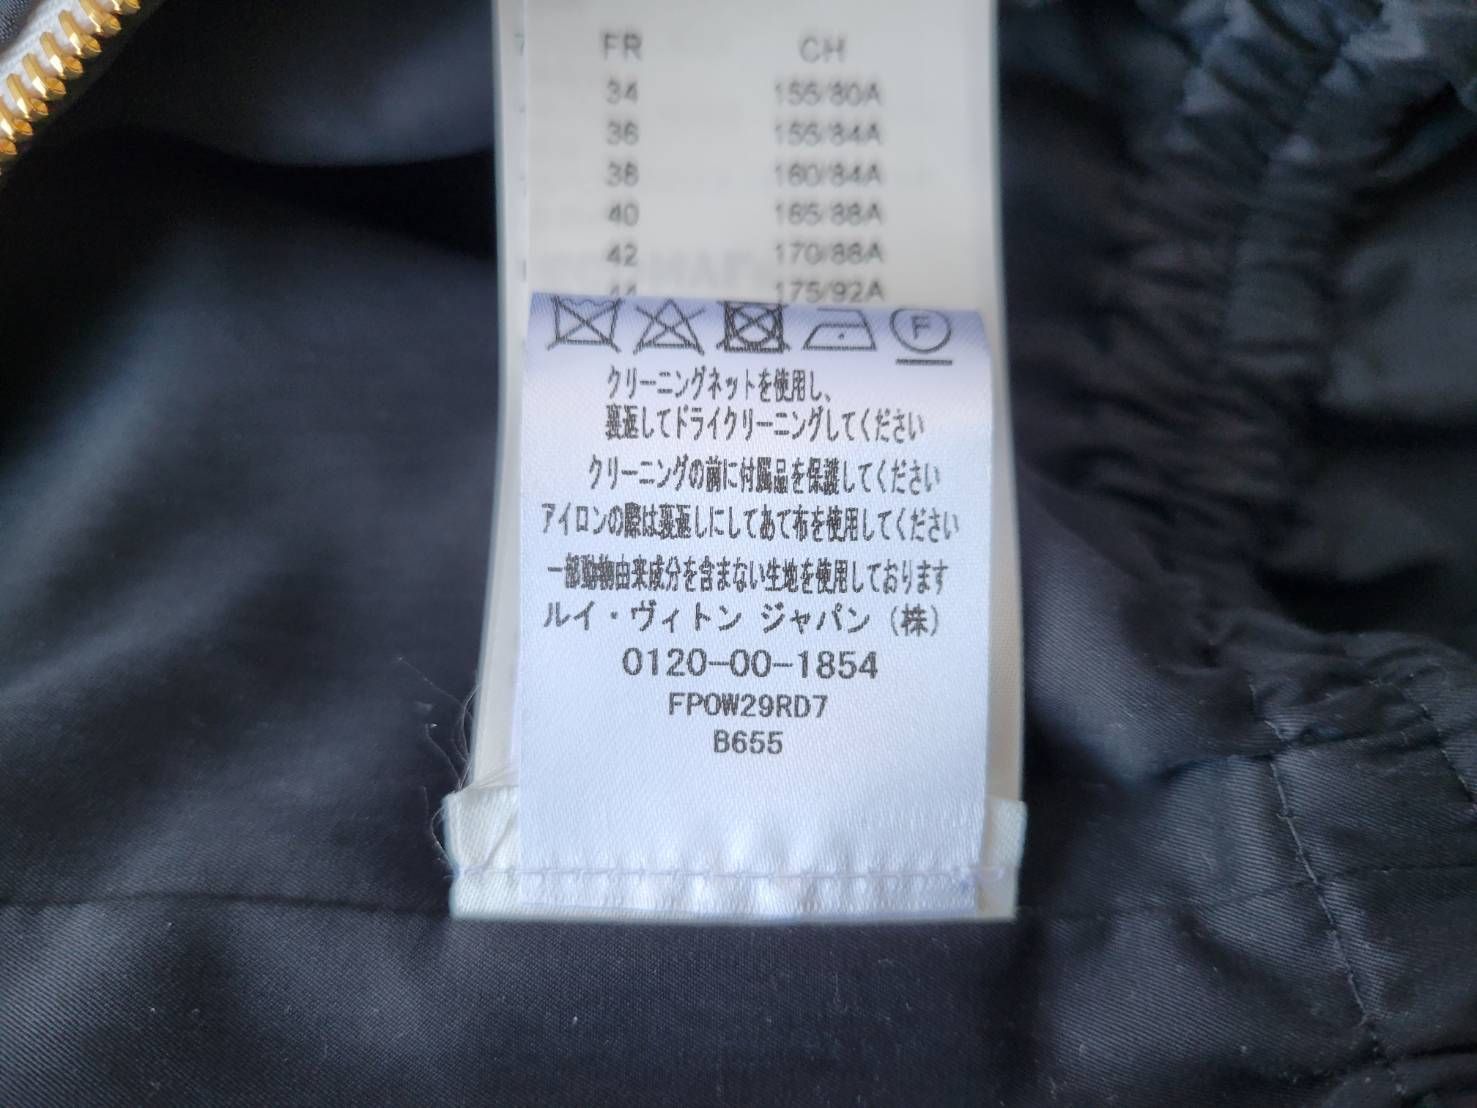 FR CH
34 155/80A
36 155/84A
38 160/84A
40 165/88A
42 170/88A
44 175/92A
F
クリーニングネットを使用し、
裏返してドライクリーニングしてください
クリーニングの前に付属品を保護してください
アイロンの際は裏返しにしてあて布を使用してください
一部動物由来成分を含まない生地を使用しております
ルイ・ヴィトン ジャパン (株)
0120-00-1854
FPOW29RD7
B655